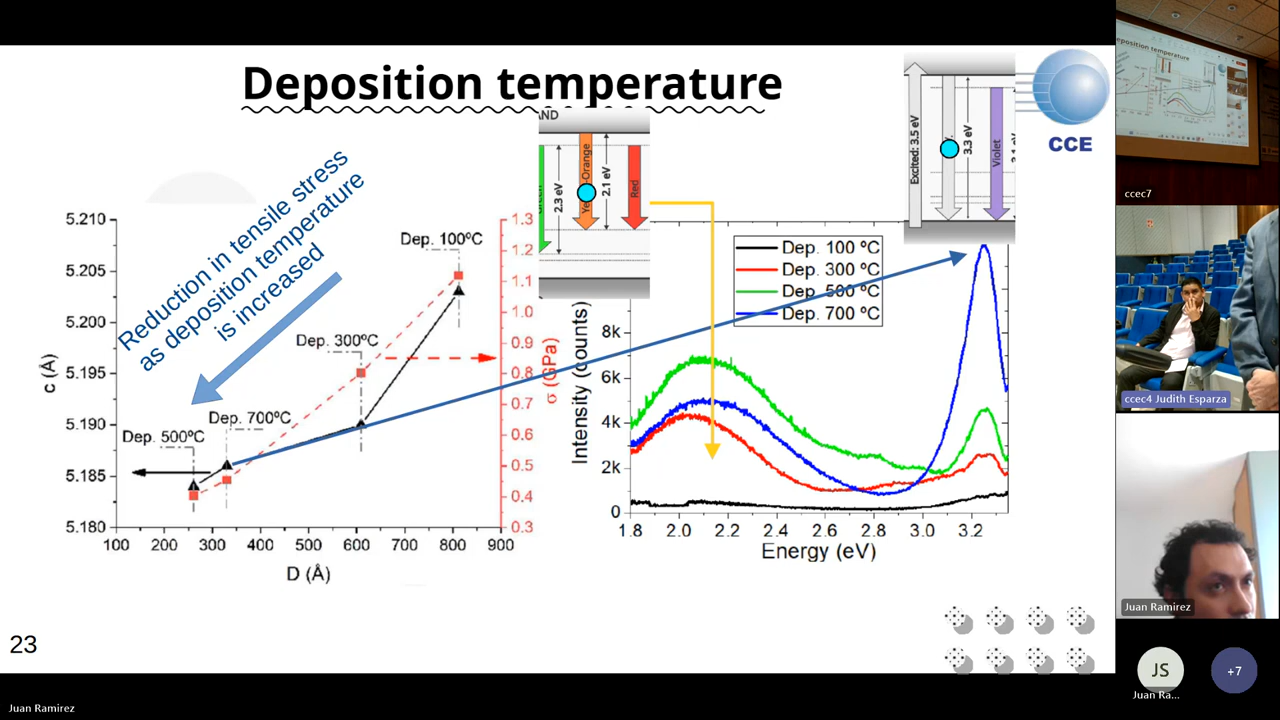 Deposition temperature
CCE
Reduction in tensile stress
as deposition temperature
is increased
AND
2.3 eV
2.1 eV
Red
Excited: 3.5 eV
3.3 eV
Violet
5.210
5.205
5.200
5.195
5.190
5.185
5.180
c (Å)
Dep. 100ºC
Dep. 300ºC
Dep. 700ºC
Dep. 500ºC
1.3
1.2
1.1
1.0
0.9
0.8
0.7
0.6
0.5
0.4
0.3
σ (GPa)
100 200 300 400 500 600 700 800 900
D (Å)
Dep. 100 ºC
Dep. 300 ºC
Dep. 500 ºC
Dep. 700 ºC
8K
6K
4K
2K
0
Intensity (counts)
1.8 2.0 2.2 2.4 2.6 2.8 3.0 3.2
Energy (eV)
23
Juan Ramirez
ccec7
ccec4 Judith Esparza
Juan Ramirez
JS
Juan Ra...
+7